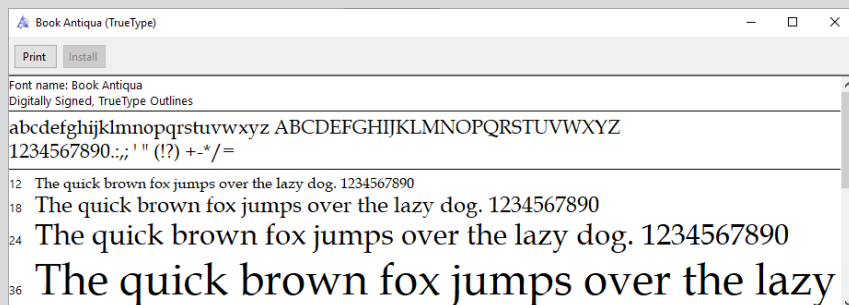 Book Antiqua (TrueType)
Print Install
Font name: Book Antiqua
Digitally Signed, TrueType Outlines
abcdefghijklmnopqrstuvwxyz ABCDEFGHIJKLMNOPQRSTUVWXYZ
1234567890.:,; ' " (!?) +-*/=
12 The quick brown fox jumps over the lazy dog. 1234567890
18 The quick brown fox jumps over the lazy dog. 1234567890
24 The quick brown fox jumps over the lazy dog. 1234567890
36 The quick brown fox jumps over the lazy